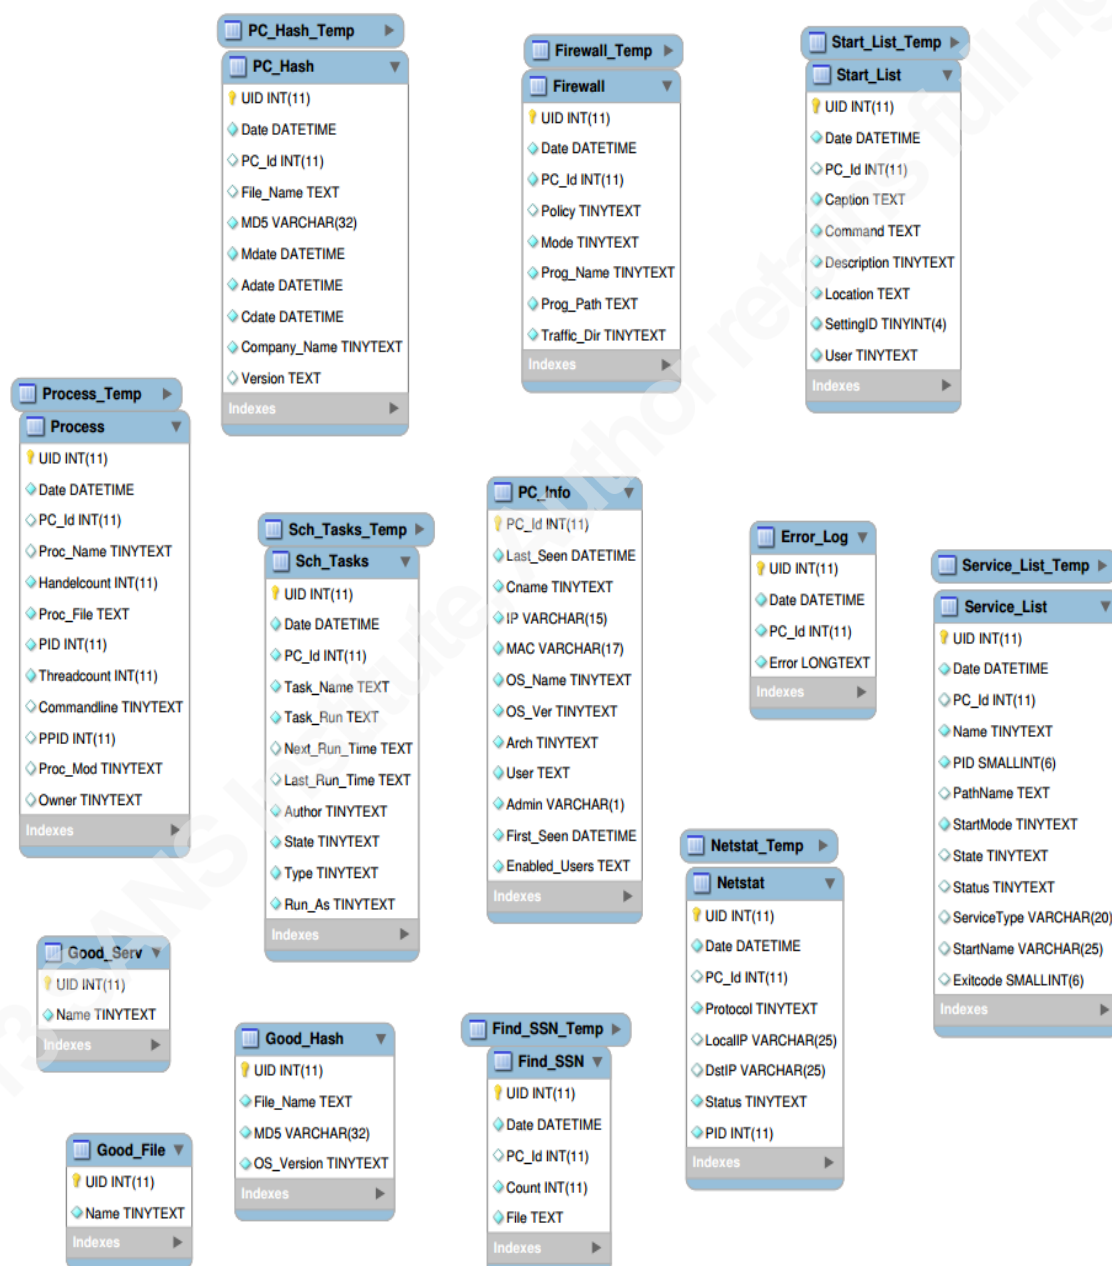 PC_Hash_Temp
PC_Hash
UID INT(11)
Date DATETIME
PC_Id INT(11)
File_Name TEXT
MD5 VARCHAR(32)
Mdate DATETIME
Adate DATETIME
Cdate DATETIME
Company_Name TINYTEXT
Version TEXT
Indexes
Firewall_Temp
Firewall
UID INT(11)
Date DATETIME
PC_Id INT(11)
Policy TINYTEXT
Mode TINYTEXT
Prog_Name TINYTEXT
Prog_Path TEXT
Traffic_Dir TINYTEXT
Indexes
Start_List_Temp
Start_List
UID INT(11)
Date DATETIME
PC_Id INT(11)
Caption TEXT
Command TEXT
Description TINYTEXT
Location TEXT
SettingID TINYINT(4)
User TINYTEXT
Indexes
Process_Temp
Process
UID INT(11)
Date DATETIME
PC_Id INT(11)
Proc_Name TINYTEXT
Handelcount INT(11)
Proc_File TEXT
PID INT(11)
Threadcount INT(11)
Commandline TINYTEXT
PPID INT(11)
Proc_Mod TINYTEXT
Owner TINYTEXT
Indexes
Sch_Tasks_Temp
Sch_Tasks
UID INT(11)
Date DATETIME
PC_Id INT(11)
Task_Name TEXT
Task_Run TEXT
Next_Run_Time TEXT
Last_Run_Time TEXT
Author TINYTEXT
State TINYTEXT
Type TINYTEXT
Run_As TINYTEXT
Indexes
PC_Info
PC_Id INT(11)
Last_Seen DATETIME
Cname TINYTEXT
IP VARCHAR(15)
MAC VARCHAR(17)
OS_Name TINYTEXT
OS_Ver TINYTEXT
Arch TINYTEXT
User TEXT
Admin VARCHAR(1)
First_Seen DATETIME
Enabled_Users TEXT
Indexes
Error_Log
UID INT(11)
Date DATETIME
PC_Id INT(11)
Error LONGTEXT
Indexes
Service_List_Temp
Service_List
UID INT(11)
Date DATETIME
PC_Id INT(11)
Name TINYTEXT
PID SMALLINT(6)
PathName TEXT
StartMode TINYTEXT
State TINYTEXT
Status TINYTEXT
ServiceType VARCHAR(20)
StartName VARCHAR(25)
Exitcode SMALLINT(6)
Indexes
Netstat_Temp
Netstat
UID INT(11)
Date DATETIME
PC_Id INT(11)
Protocol TINYTEXT
LocalIP VARCHAR(25)
DstIP VARCHAR(25)
Status TINYTEXT
PID INT(11)
Indexes
Good_Serv
UID INT(11)
Name TINYTEXT
Indexes
Good_Hash
UID INT(11)
File_Name TEXT
MD5 VARCHAR(32)
OS_Version TINYTEXT
Indexes
Find_SSN_Temp
Find_SSN
UID INT(11)
Date DATETIME
PC_Id INT(11)
Count INT(11)
File TEXT
Indexes
Good_File
UID INT(11)
Name TINYTEXT
Indexes
3 SANS Institute, Author retains full